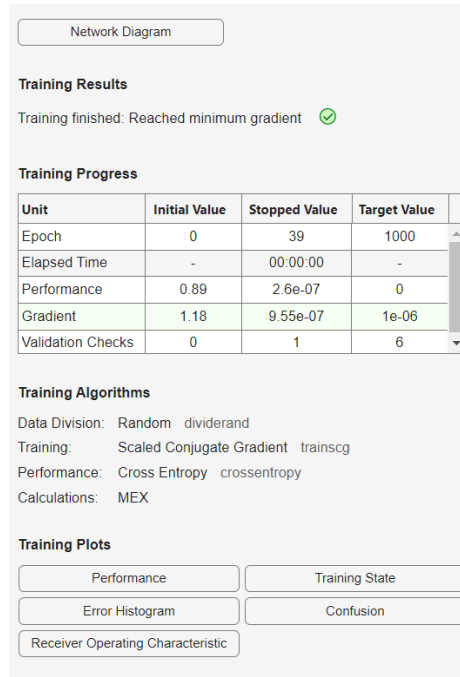 Network Diagram
Training Results
Training finished: Reached minimum gradient
Training Progress
Unit Initial Value Stopped Value Target Value
Epoch 0 39 1000
Elapsed Time - 00:00:00 -
Performance 0.89 2.6e-07 0
Gradient 1.18 9.55e-07 1e-06
Validation Checks 0 1 6
Training Algorithms
Data Division: Random dividerand
Training: Scaled Conjugate Gradient trainscg
Performance: Cross Entropy crossentropy
Calculations: MEX
Training Plots
Performance Training State
Error Histogram Confusion
Receiver Operating Characteristic